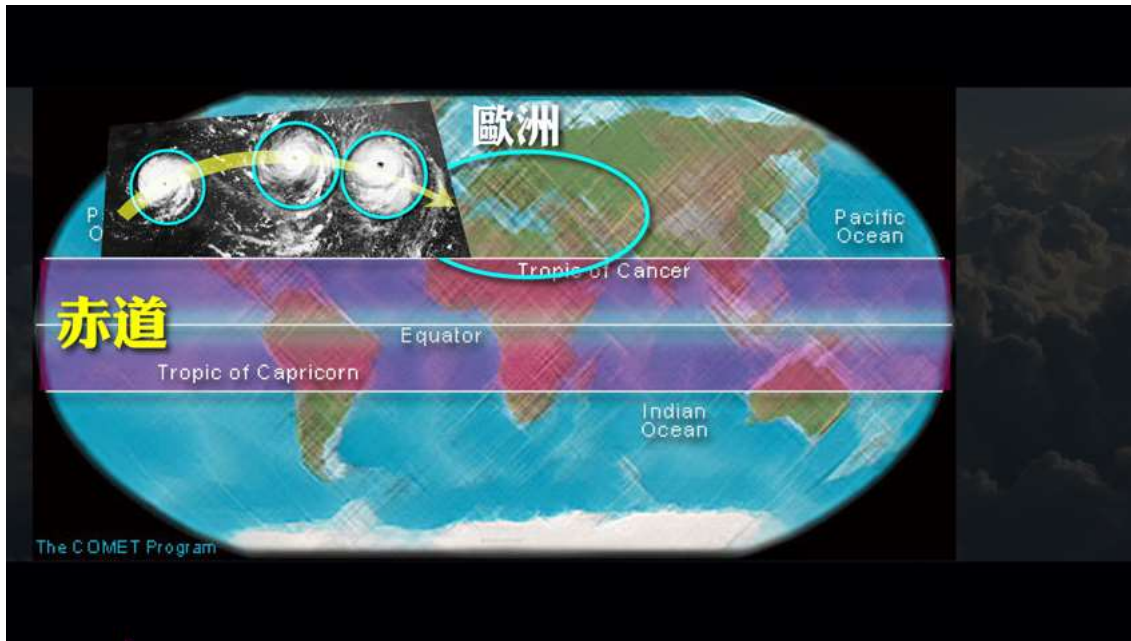 歐洲
P
O
Pacific
Ocean
Tropic of Cancer
赤道
Equator
Tropic of Capricorn
Indian
Ocean
The COMET Program